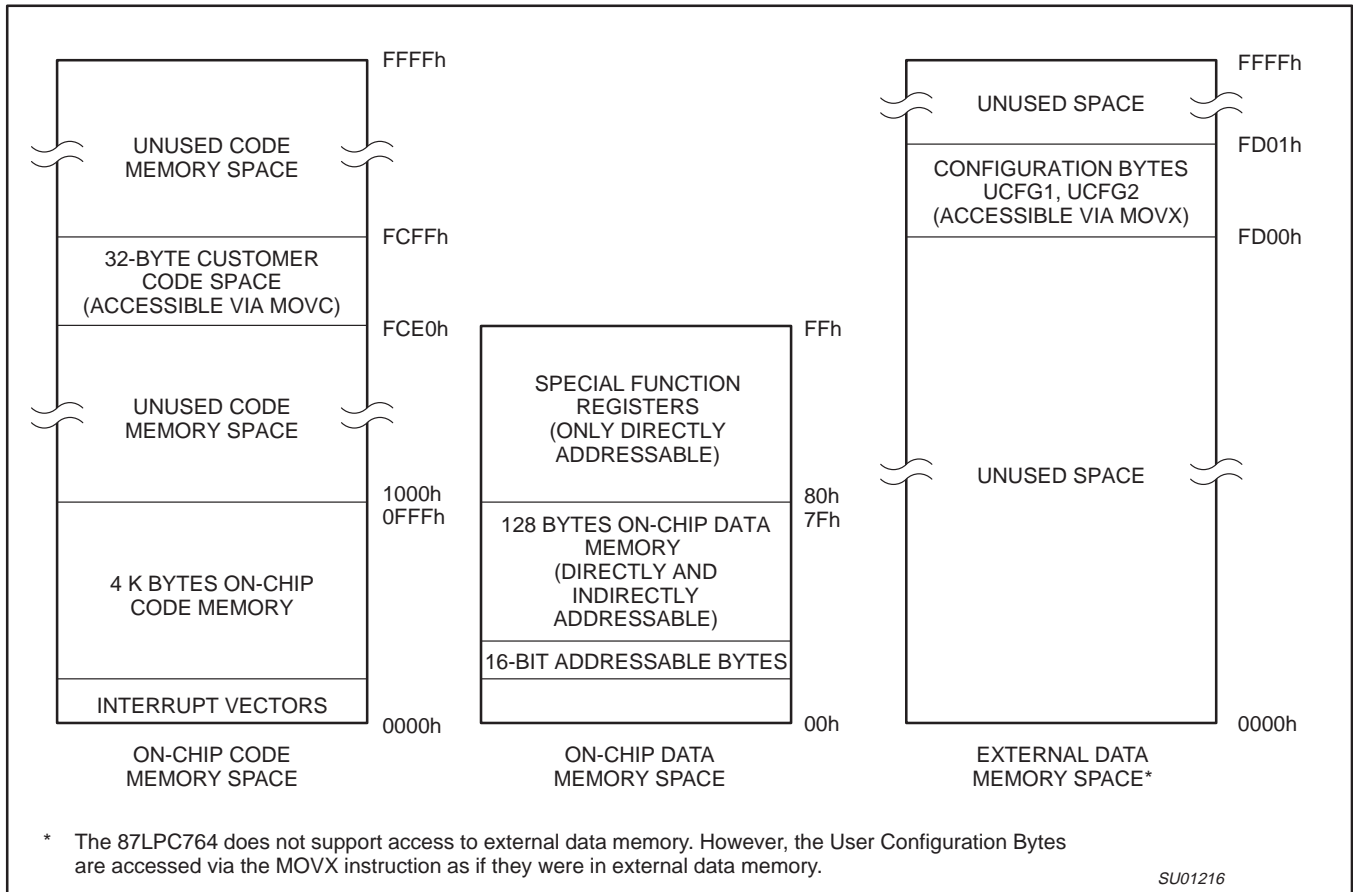 FFFFh
UNUSED CODE
MEMORY SPACE
FCFFh
32-BYTE CUSTOMER
CODE SPACE
(ACCESSIBLE VIA MOVC)
FCE0h
UNUSED CODE
MEMORY SPACE
1000h
0FFFh
4 K BYTES ON-CHIP
CODE MEMORY
INTERRUPT VECTORS
0000h
ON-CHIP CODE
MEMORY SPACE
FFh
SPECIAL FUNCTION
REGISTERS
(ONLY DIRECTLY
ADDRESSABLE)
80h
7Fh
128 BYTES ON-CHIP DATA
MEMORY
(DIRECTLY AND
INDIRECTLY
ADDRESSABLE)
16-BIT ADDRESSABLE BYTES
00h
ON-CHIP DATA
MEMORY SPACE
FFFFh
UNUSED SPACE
FD01h
CONFIGURATION BYTES
UCFG1, UCFG2
(ACCESSIBLE VIA MOVX)
FD00h
UNUSED SPACE
0000h
EXTERNAL DATA
MEMORY SPACE*
* The 87LPC764 does not support access to external data memory. However, the User Configuration Bytes
are accessed via the MOVX instruction as if they were in external data memory.
SU01216